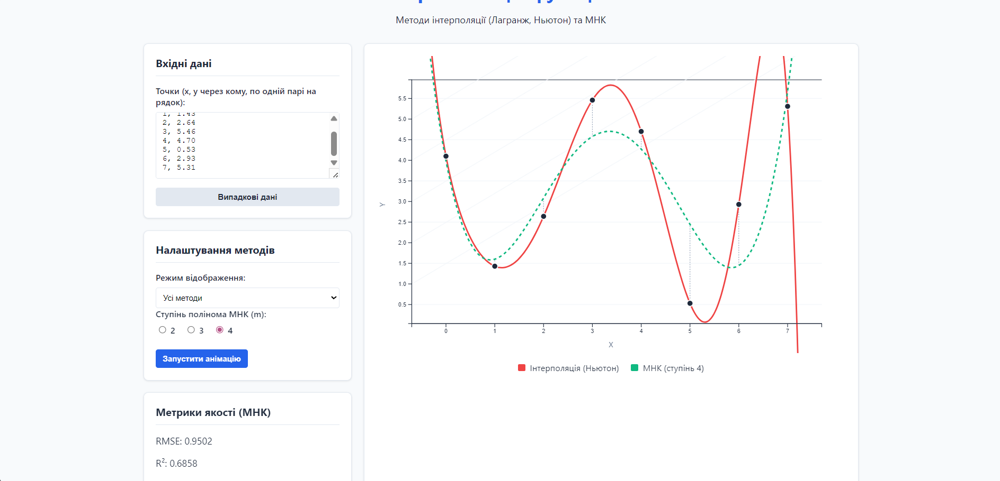 Методи інтерполяції (Лагранж, Ньютон) та МНК
Вхідні дані
Точки (x, y через кому, по одній парі на
рядок):
1, 1.43
2, 2.64
3, 5.46
4, 4.70
5, 0.53
6, 2.93
7, 5.31
Випадкові дані
Налаштування методів
Режим відображення:
Усі методи
Ступінь полінома МНК (m):
2 3 4
Запустити анімацію
Метрики якості (МНК)
RMSE: 0.9502
R²: 0.6858
5.5
5.0
4.5
4.0
3.5
3.0
2.5
2.0
1.5
1.0
0.5
Y
0 1 2 3 4 5 6 7
X
Інтерполяція (Ньютон) МНК (ступінь 4)